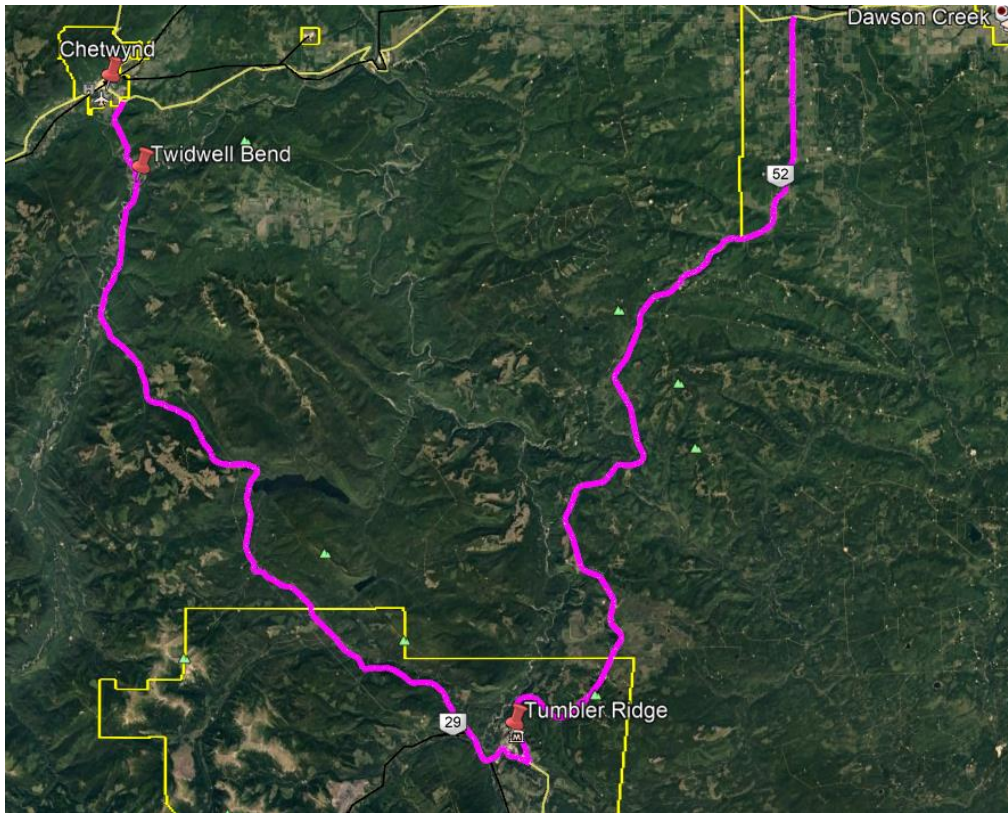 Dawson Creek
Chetwynd
H
Twidwell Bend
52
Tumbler Ridge
29
M